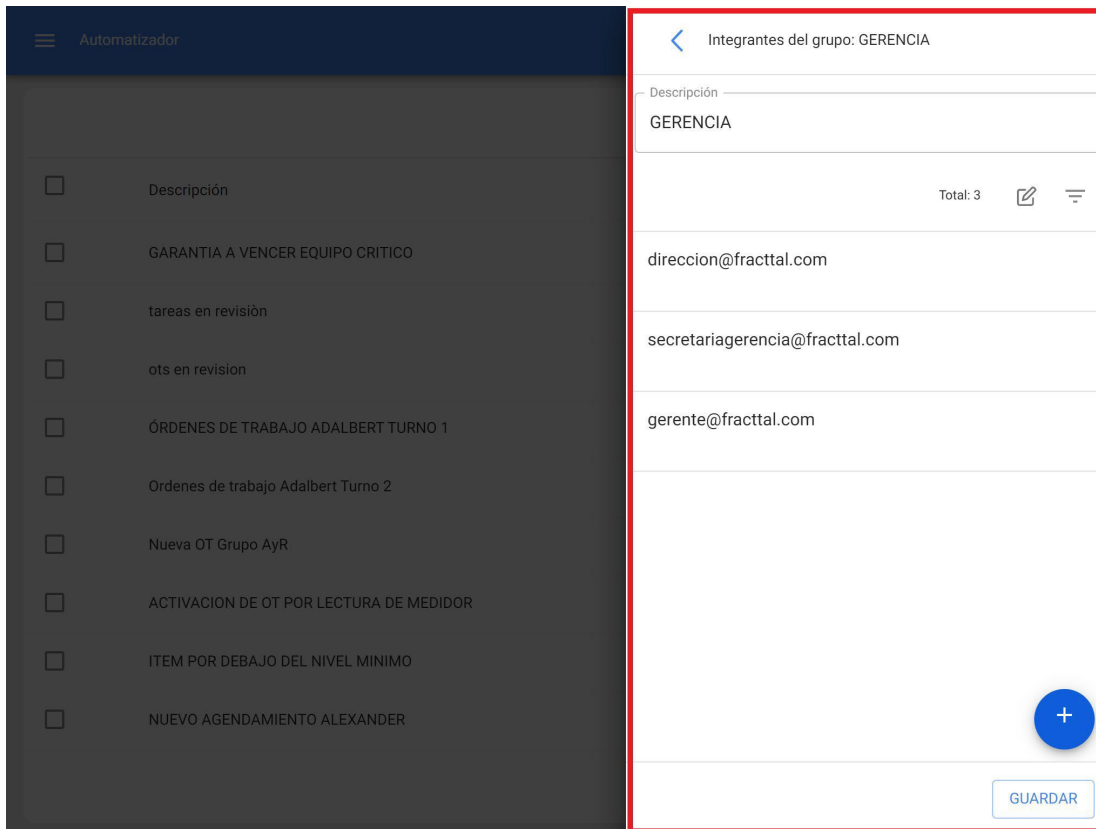 Automatizador
Descripción
GARANTIA A VENCER EQUIPO CRITICO
tareas en revisiòn
ots en revision
ÓRDENES DE TRABAJO ADALBERT TURNO 1
Ordenes de trabajo Adalbert Turno 2
Nueva OT Grupo AyR
ACTIVACION DE OT POR LECTURA DE MEDIDOR
ITEM POR DEBAJO DEL NIVEL MINIMO
NUEVO AGENDAMIENTO ALEXANDER
Integrantes del grupo: GERENCIA
Descripción
GERENCIA
Total: 3
direccion@fracttal.com
secretariagerencia@fracttal.com
gerente@fracttal.com
GUARDAR